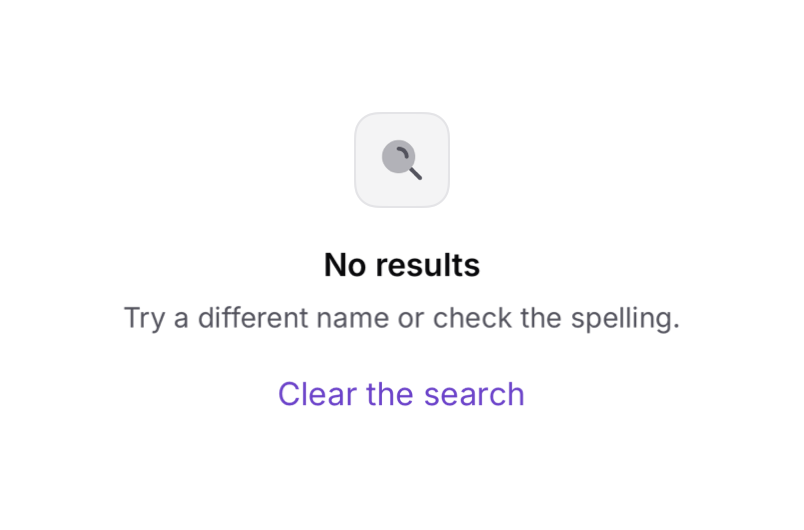 No results
Try a different name or check the spelling.
Clear the search